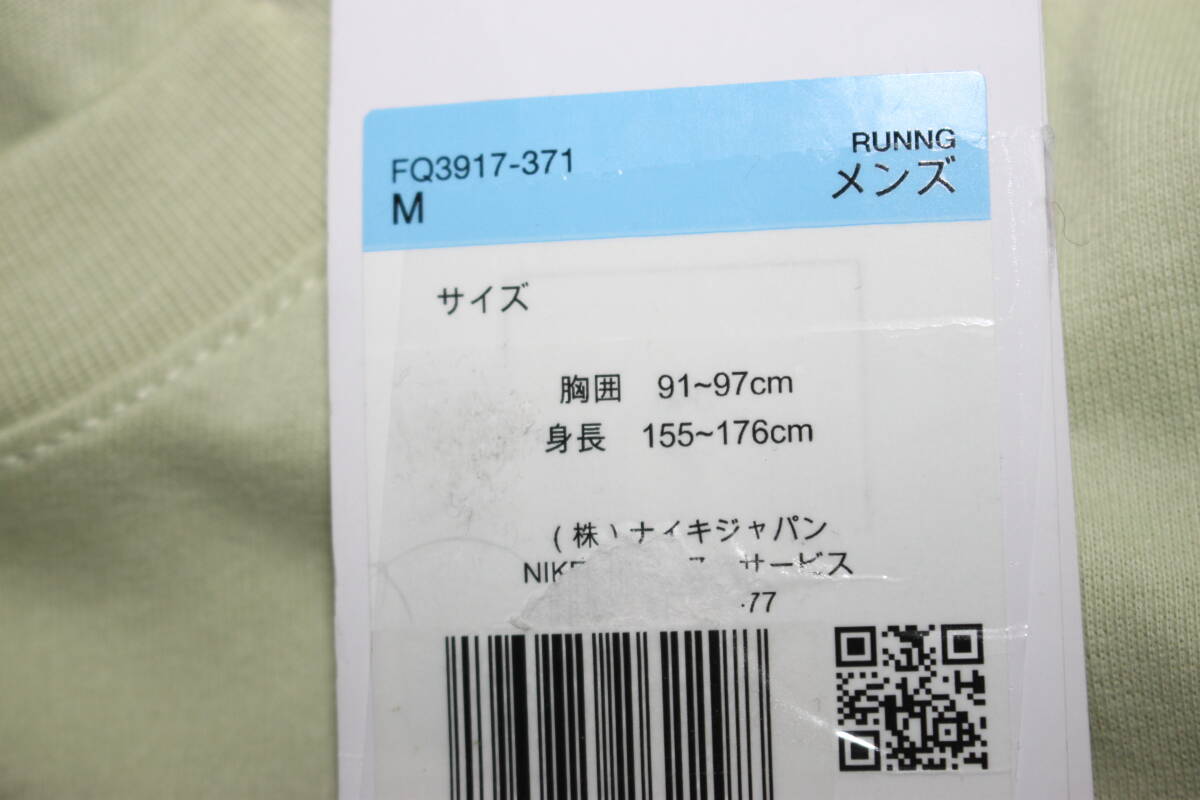 FQ3917-371
M
RUNNG
メンズ
サイズ
胸囲 91~97cm
身長 155~176cm
(株)ナイキジャパン
サービス
77